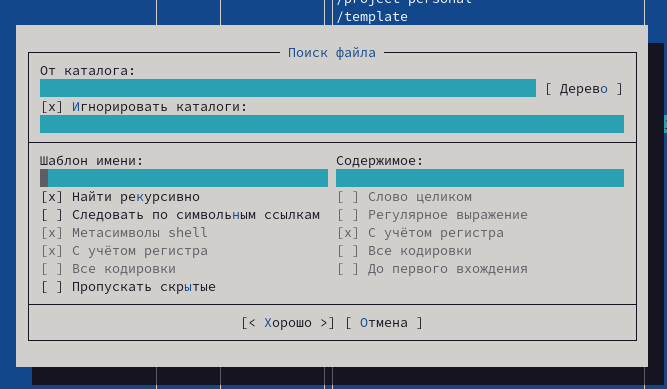 /project-personal
/template
Поиск файла
От каталога:
[ Дерево ]
[x] Игнорировать каталоги:
Шаблон имени: Содержимое:
[x] Найти рекурсивно [ ] Слово целиком
[ ] Следовать по символьным ссылкам [ ] Регулярное выражение
[x] Метасимволы shell [x] С учётом регистра
[x] С учётом регистра [ ] Все кодировки
[ ] Все кодировки [ ] До первого вхождения
[ ] Пропускать скрытые
[< Хорошо >] [ Отмена ]